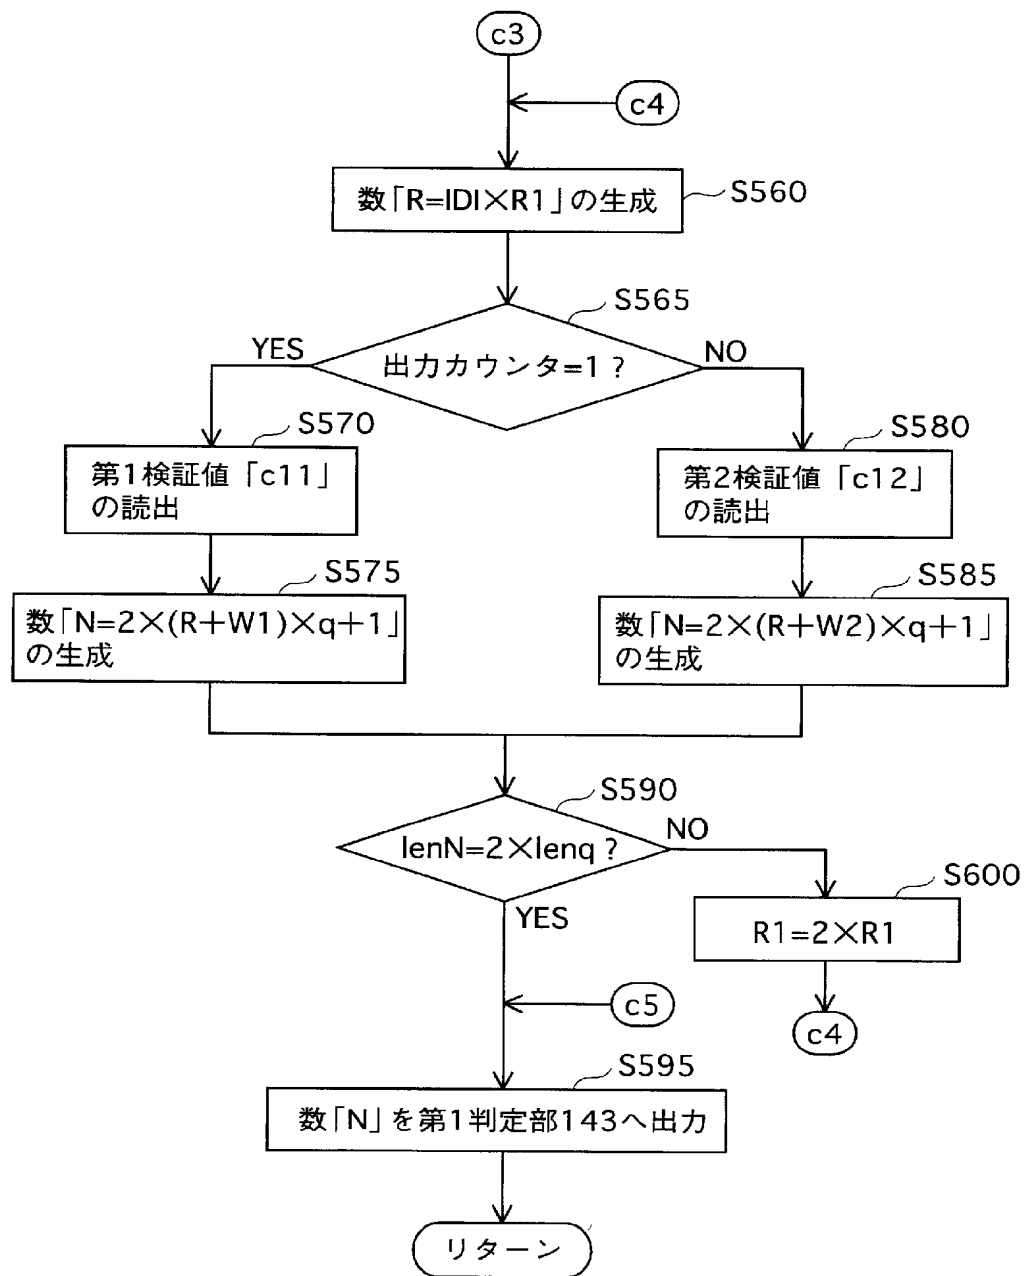 c3
c4
数「R=IDI×R1」の生成
S560
S565
YES
出力カウンタ=1?
NO
S570
第1検証値「c11」
の読出
S580
第2検証値「c12」
の読出
S575
数「N=2×(R+W1)×q+1」
の生成
S585
数「N=2×(R+W2)×q+1」
の生成
S590
lenN=2×lenq?
NO
YES
S600
R1=2×R1
c5
c4
S595
数「N」を第1判定部143へ出力
リターン